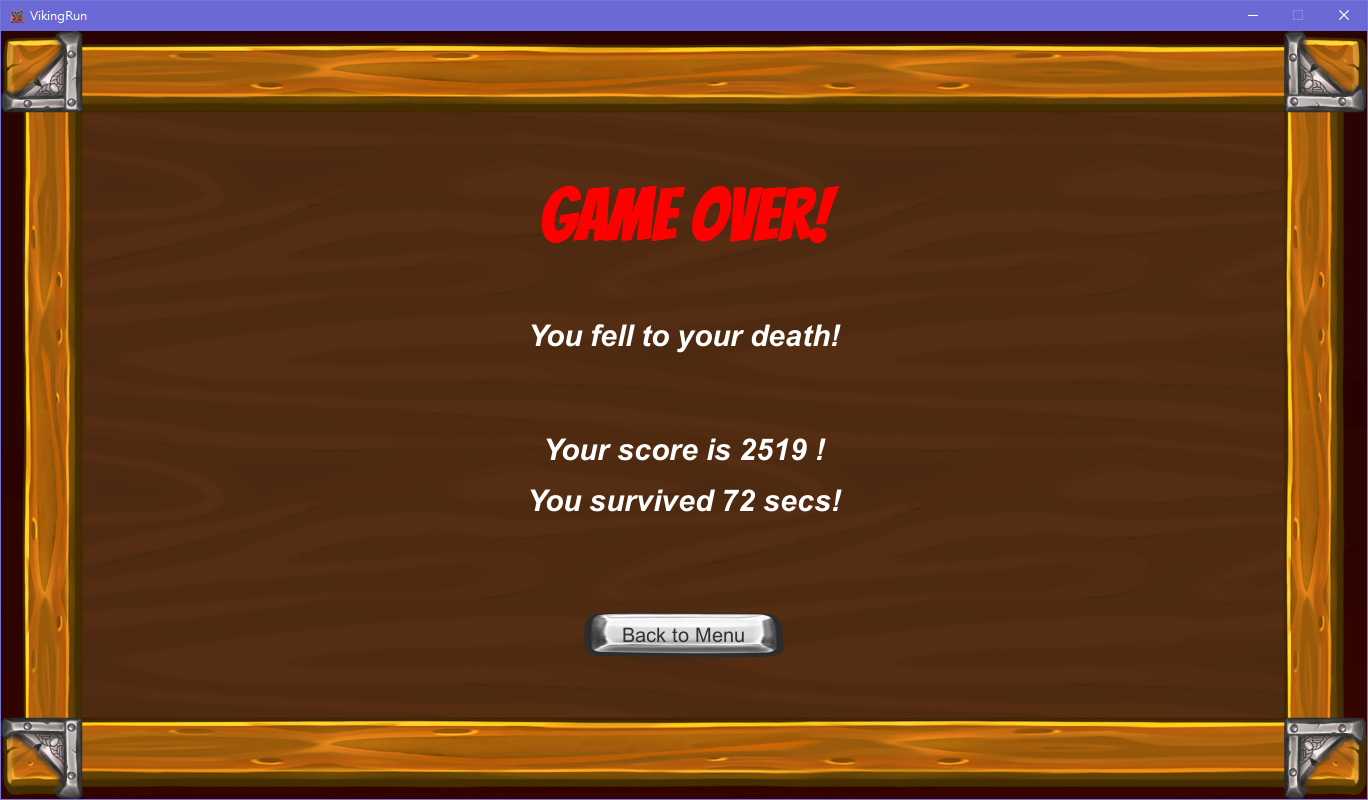 VikingRun
GAME OVER!
You fell to your death!
Your score is 2519 !
You survived 72 secs!
Back to Menu